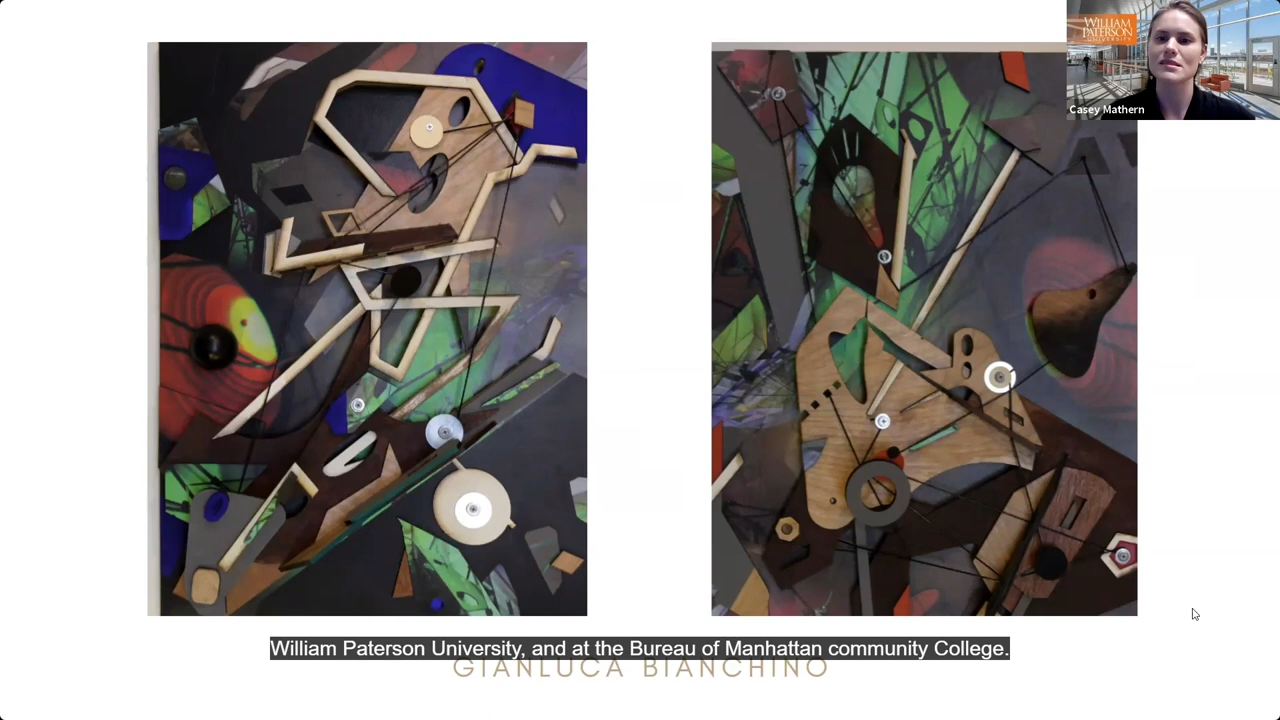 WILLIAM
PATERSON
UNIVERSITY
Casey Mathern
William Paterson University, and at the Bureau of Manhattan community College.
GIANLUCA BIANCHINO